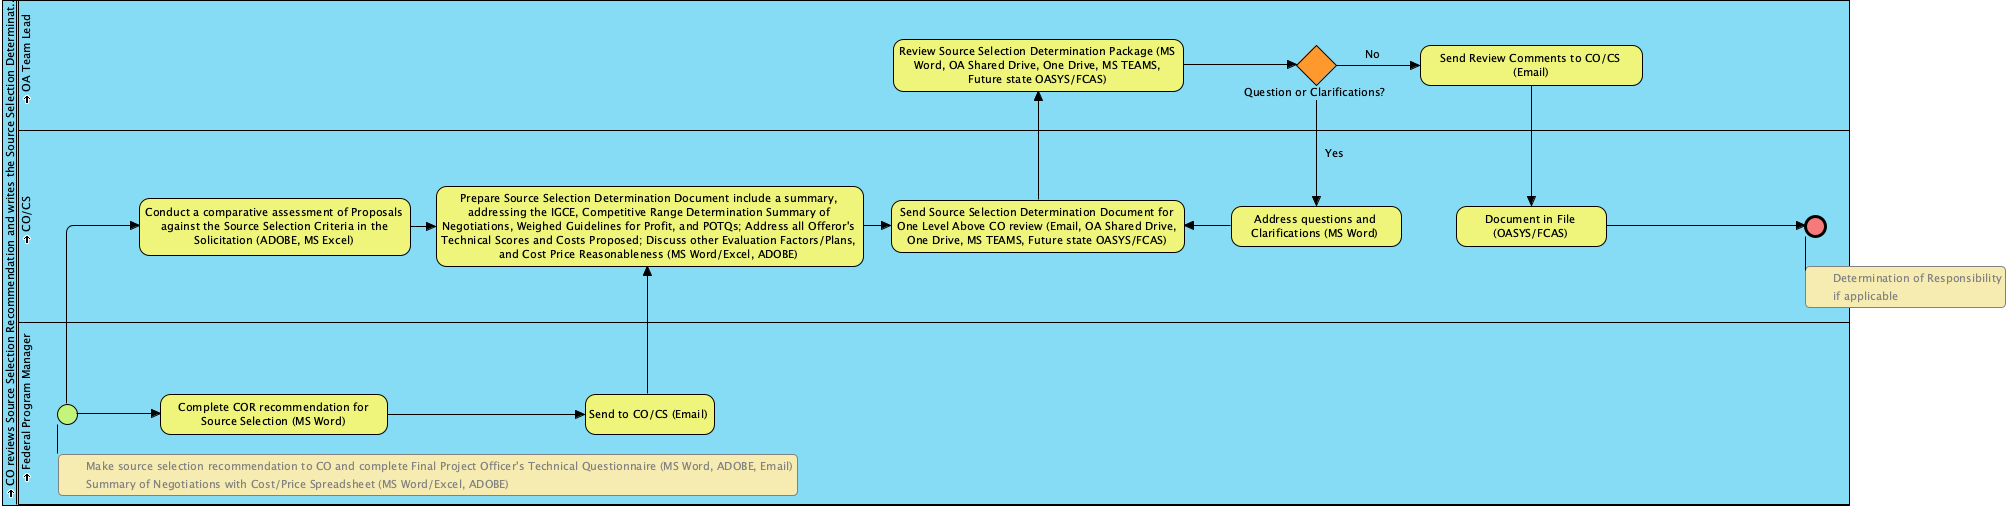 CO reviews Source Selection Recommendation and writes the Source Selection Determinat..
OA Team Lead
Review Source Selection Determination Package (MS
Word, OA Shared Drive, One Drive, MS TEAMS,
Future state OASYS/FCAS)
Question or Clarifications?
No
Send Review Comments to CO/CS
(Email)
Yes
CO/CS
Conduct a comparative assessment of Proposals
against the Source Selection Criteria in the
Solicitation (ADOBE, MS Excel)
Prepare Source Selection Determination Document include a summary,
addressing the IGCE, Competitive Range Determination Summary of
Negotiations, Weighed Guidelines for Profit, and POTQs; Address all Offeror's
Technical Scores and Costs Proposed; Discuss other Evaluation Factors/Plans,
and Cost Price Reasonableness (MS Word/Excel, ADOBE)
Send Source Selection Determination Document for
One Level Above CO review (Email, OA Shared Drive,
One Drive, MS TEAMS, Future state OASYS/FCAS)
Address questions and
Clarifications (MS Word)
Document in File
(OASYS/FCAS)
Determination of Responsibility
if applicable
Federal Program Manager
Complete COR recommendation for
Source Selection (MS Word)
Send to CO/CS (Email)
Make source selection recommendation to CO and complete Final Project Officer's Technical Questionnaire (MS Word, ADOBE, Email)
Summary of Negotiations with Cost/Price Spreadsheet (MS Word/Excel, ADOBE)